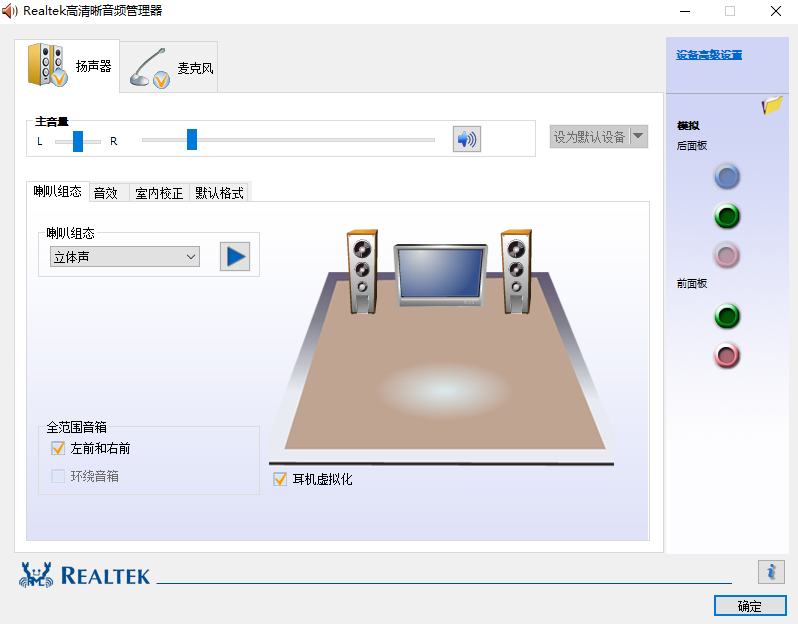 Realtek高清晰音频管理器
扬声器
麦克风
设备高级设置
主音量
L
R
设为默认设备
模拟
后面板
喇叭组态
音效
室内校正
默认格式
喇叭组态
立体声
前面板
全范围音箱
左前和右前
环绕音箱
耳机虚拟化
REALTEK
i
确定